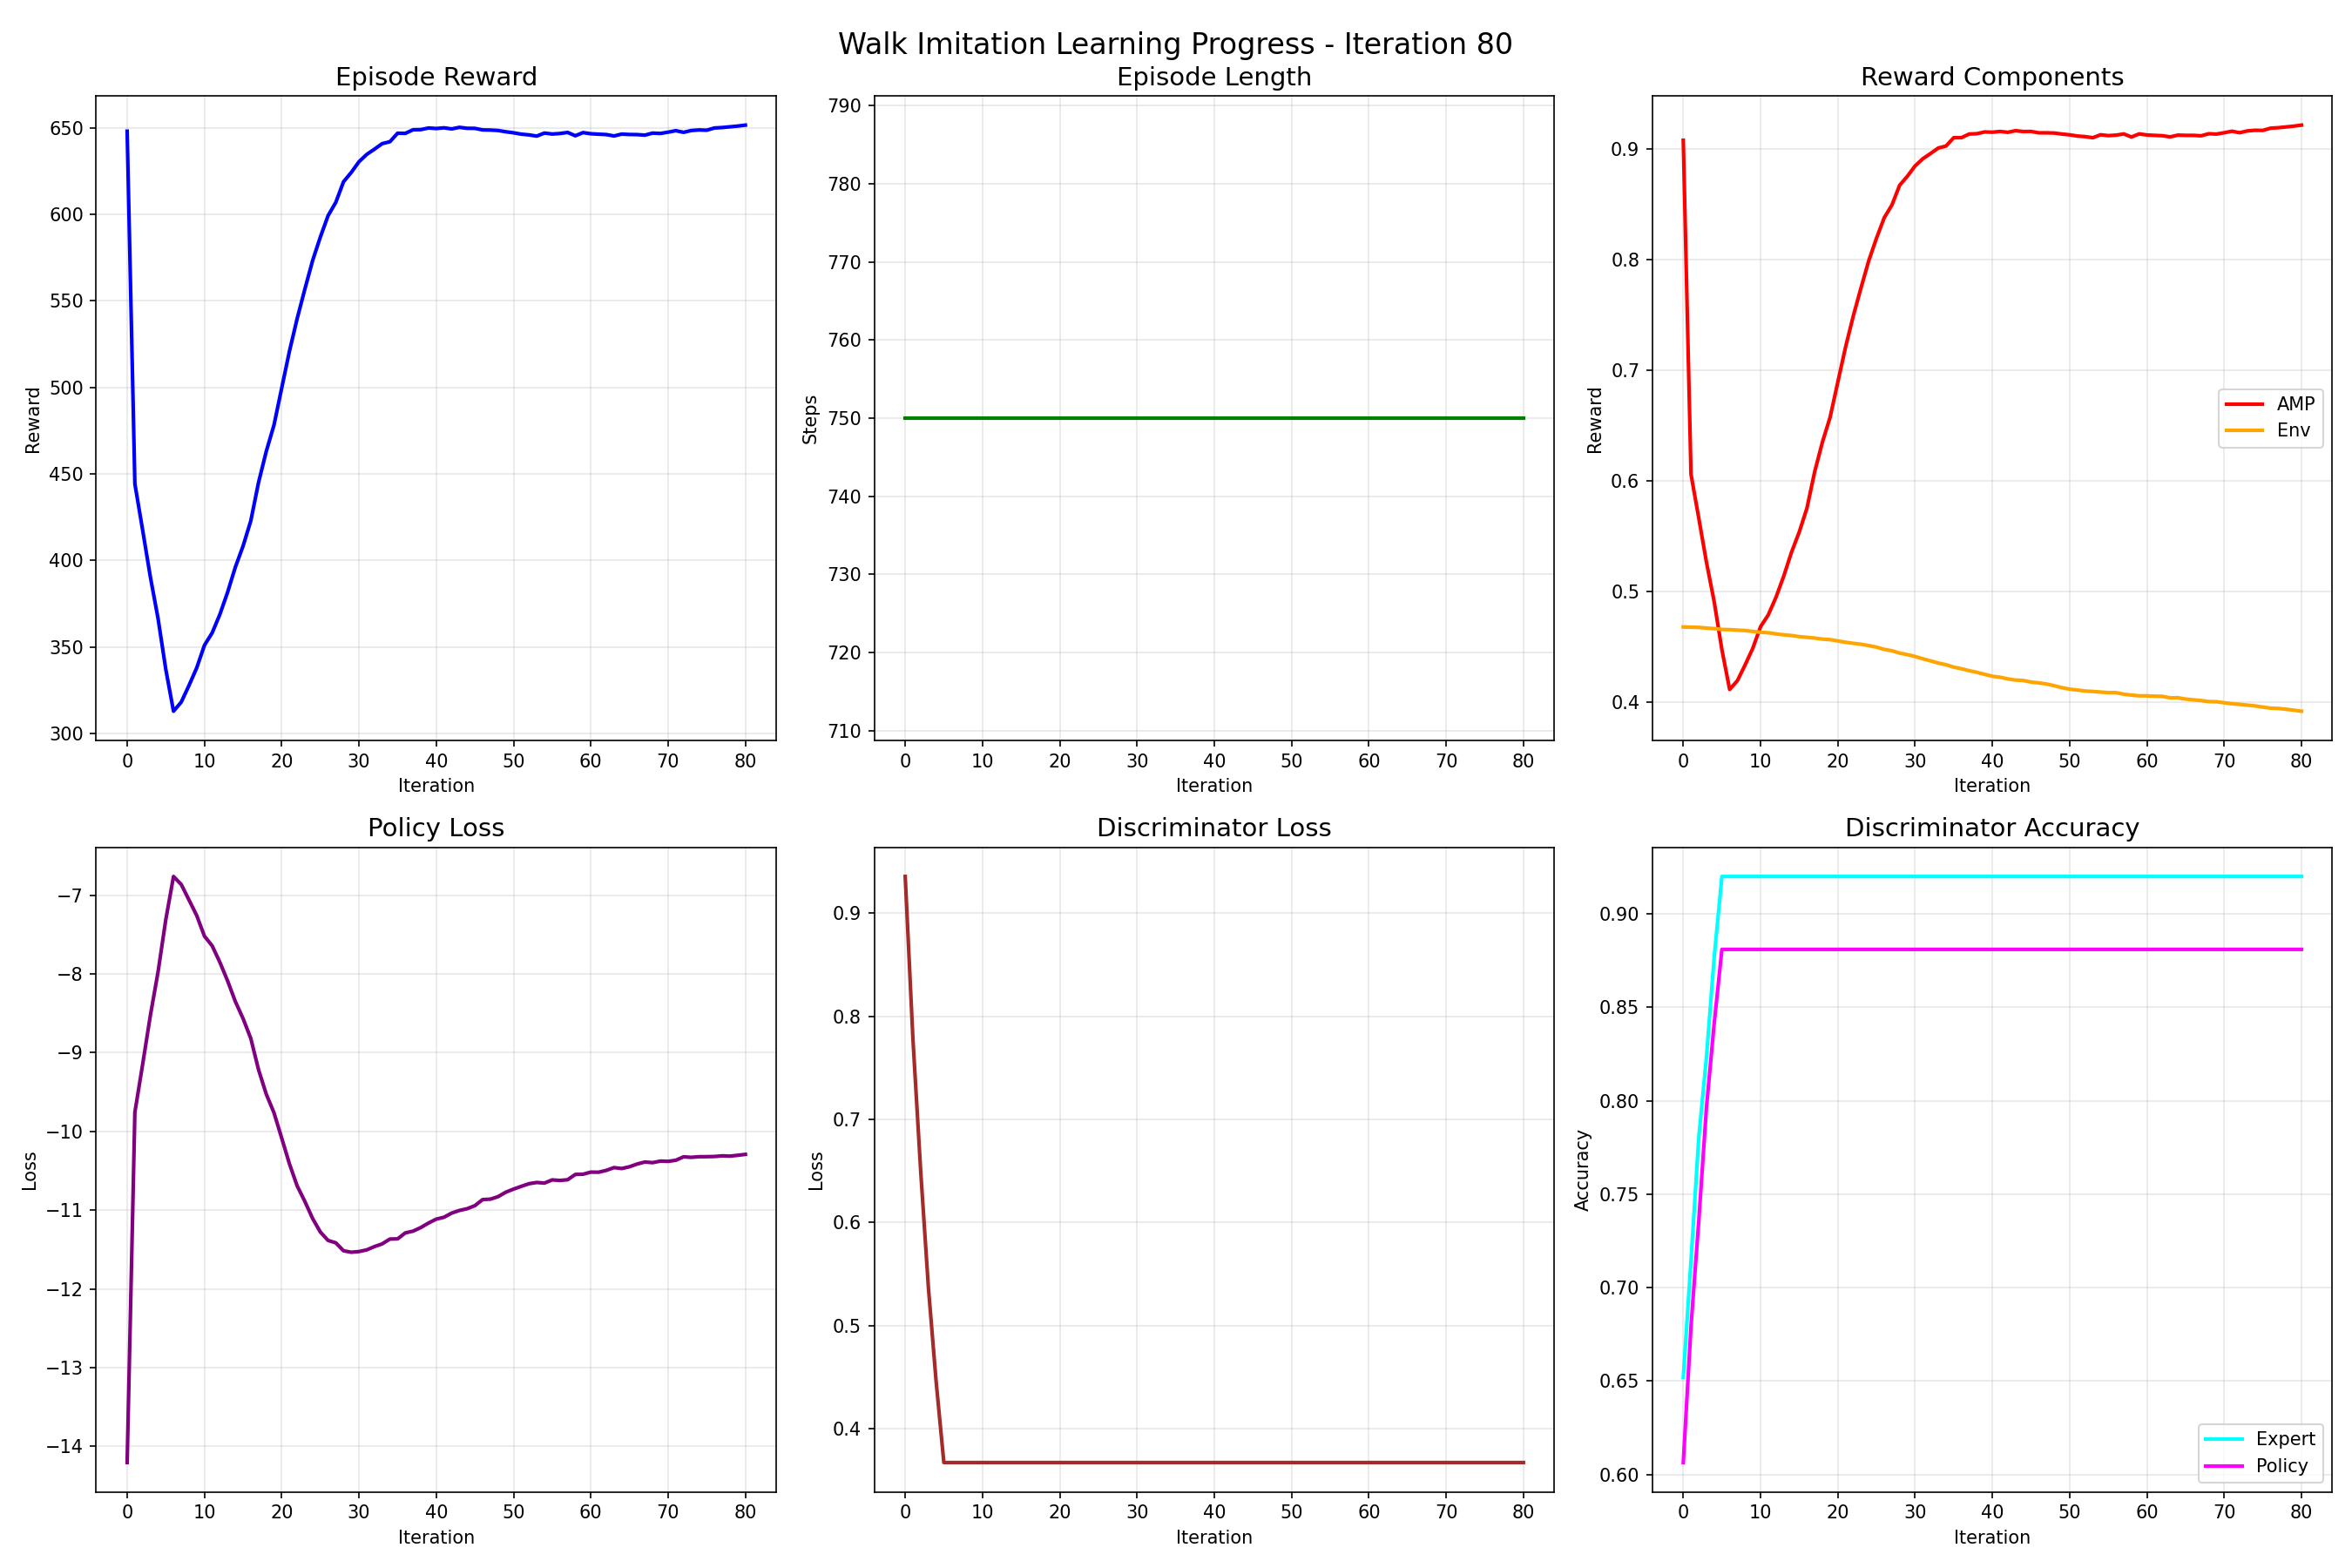 Walk Imitation Learning Progress - Iteration 80
Episode Reward
Reward
650
600
550
500
450
400
350
300
0 10 20 30 40 50 60 70 80
Iteration
Episode Length
Steps
790
780
770
760
750
740
730
720
710
0 10 20 30 40 50 60 70 80
Iteration
Reward Components
Reward
0.9
0.8
0.7
0.6
0.5
0.4
AMP
Env
0 10 20 30 40 50 60 70 80
Iteration
Policy Loss
Loss
−7
−8
−9
−10
−11
−12
−13
−14
0 10 20 30 40 50 60 70 80
Iteration
Discriminator Loss
Loss
0.9
0.8
0.7
0.6
0.5
0.4
0 10 20 30 40 50 60 70 80
Iteration
Discriminator Accuracy
Accuracy
0.90
0.85
0.80
0.75
0.70
0.65
0.60
Expert
Policy
0 10 20 30 40 50 60 70 80
Iteration